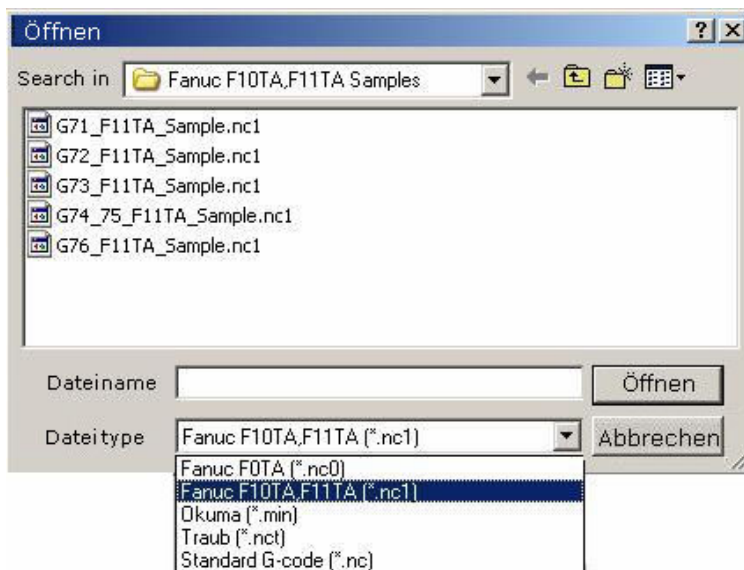 Öffnen
Search in Fanuc F10TA,F11TA Samples
G71_F11TA_Sample.nc1
G72_F11TA_Sample.nc1
G73_F11TA_Sample.nc1
G74_75_F11TA_Sample.nc1
G76_F11TA_Sample.nc1
Dateiname Öffnen
Dateitype Fanuc F10TA,F11TA (*.nc1) Abbrechen
Fanuc F0TA (*.nc0)
Fanuc F10TA,F11TA (*.nc1)
Okuma (*.min)
Traub (*.nct)
Standard G-code (*.nc)